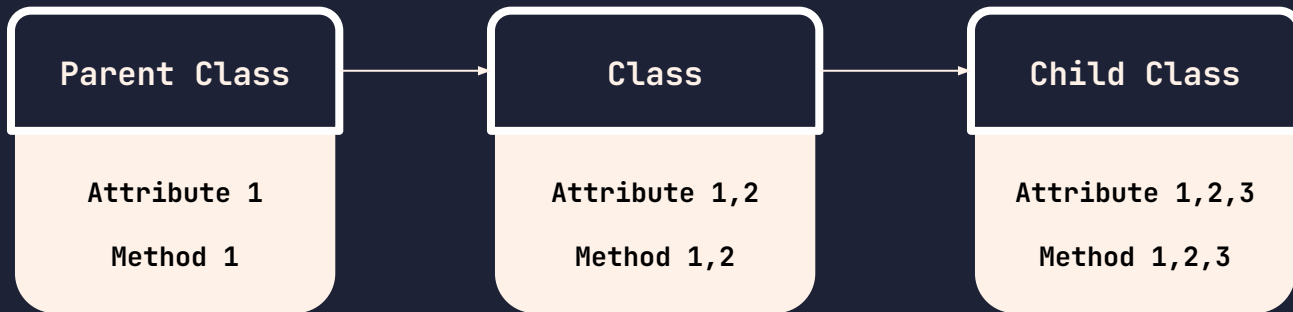 Parent Class
Class
Child Class
Attribute 1
Method 1
Attribute 1,2
Method 1,2
Attribute 1,2,3
Method 1,2,3